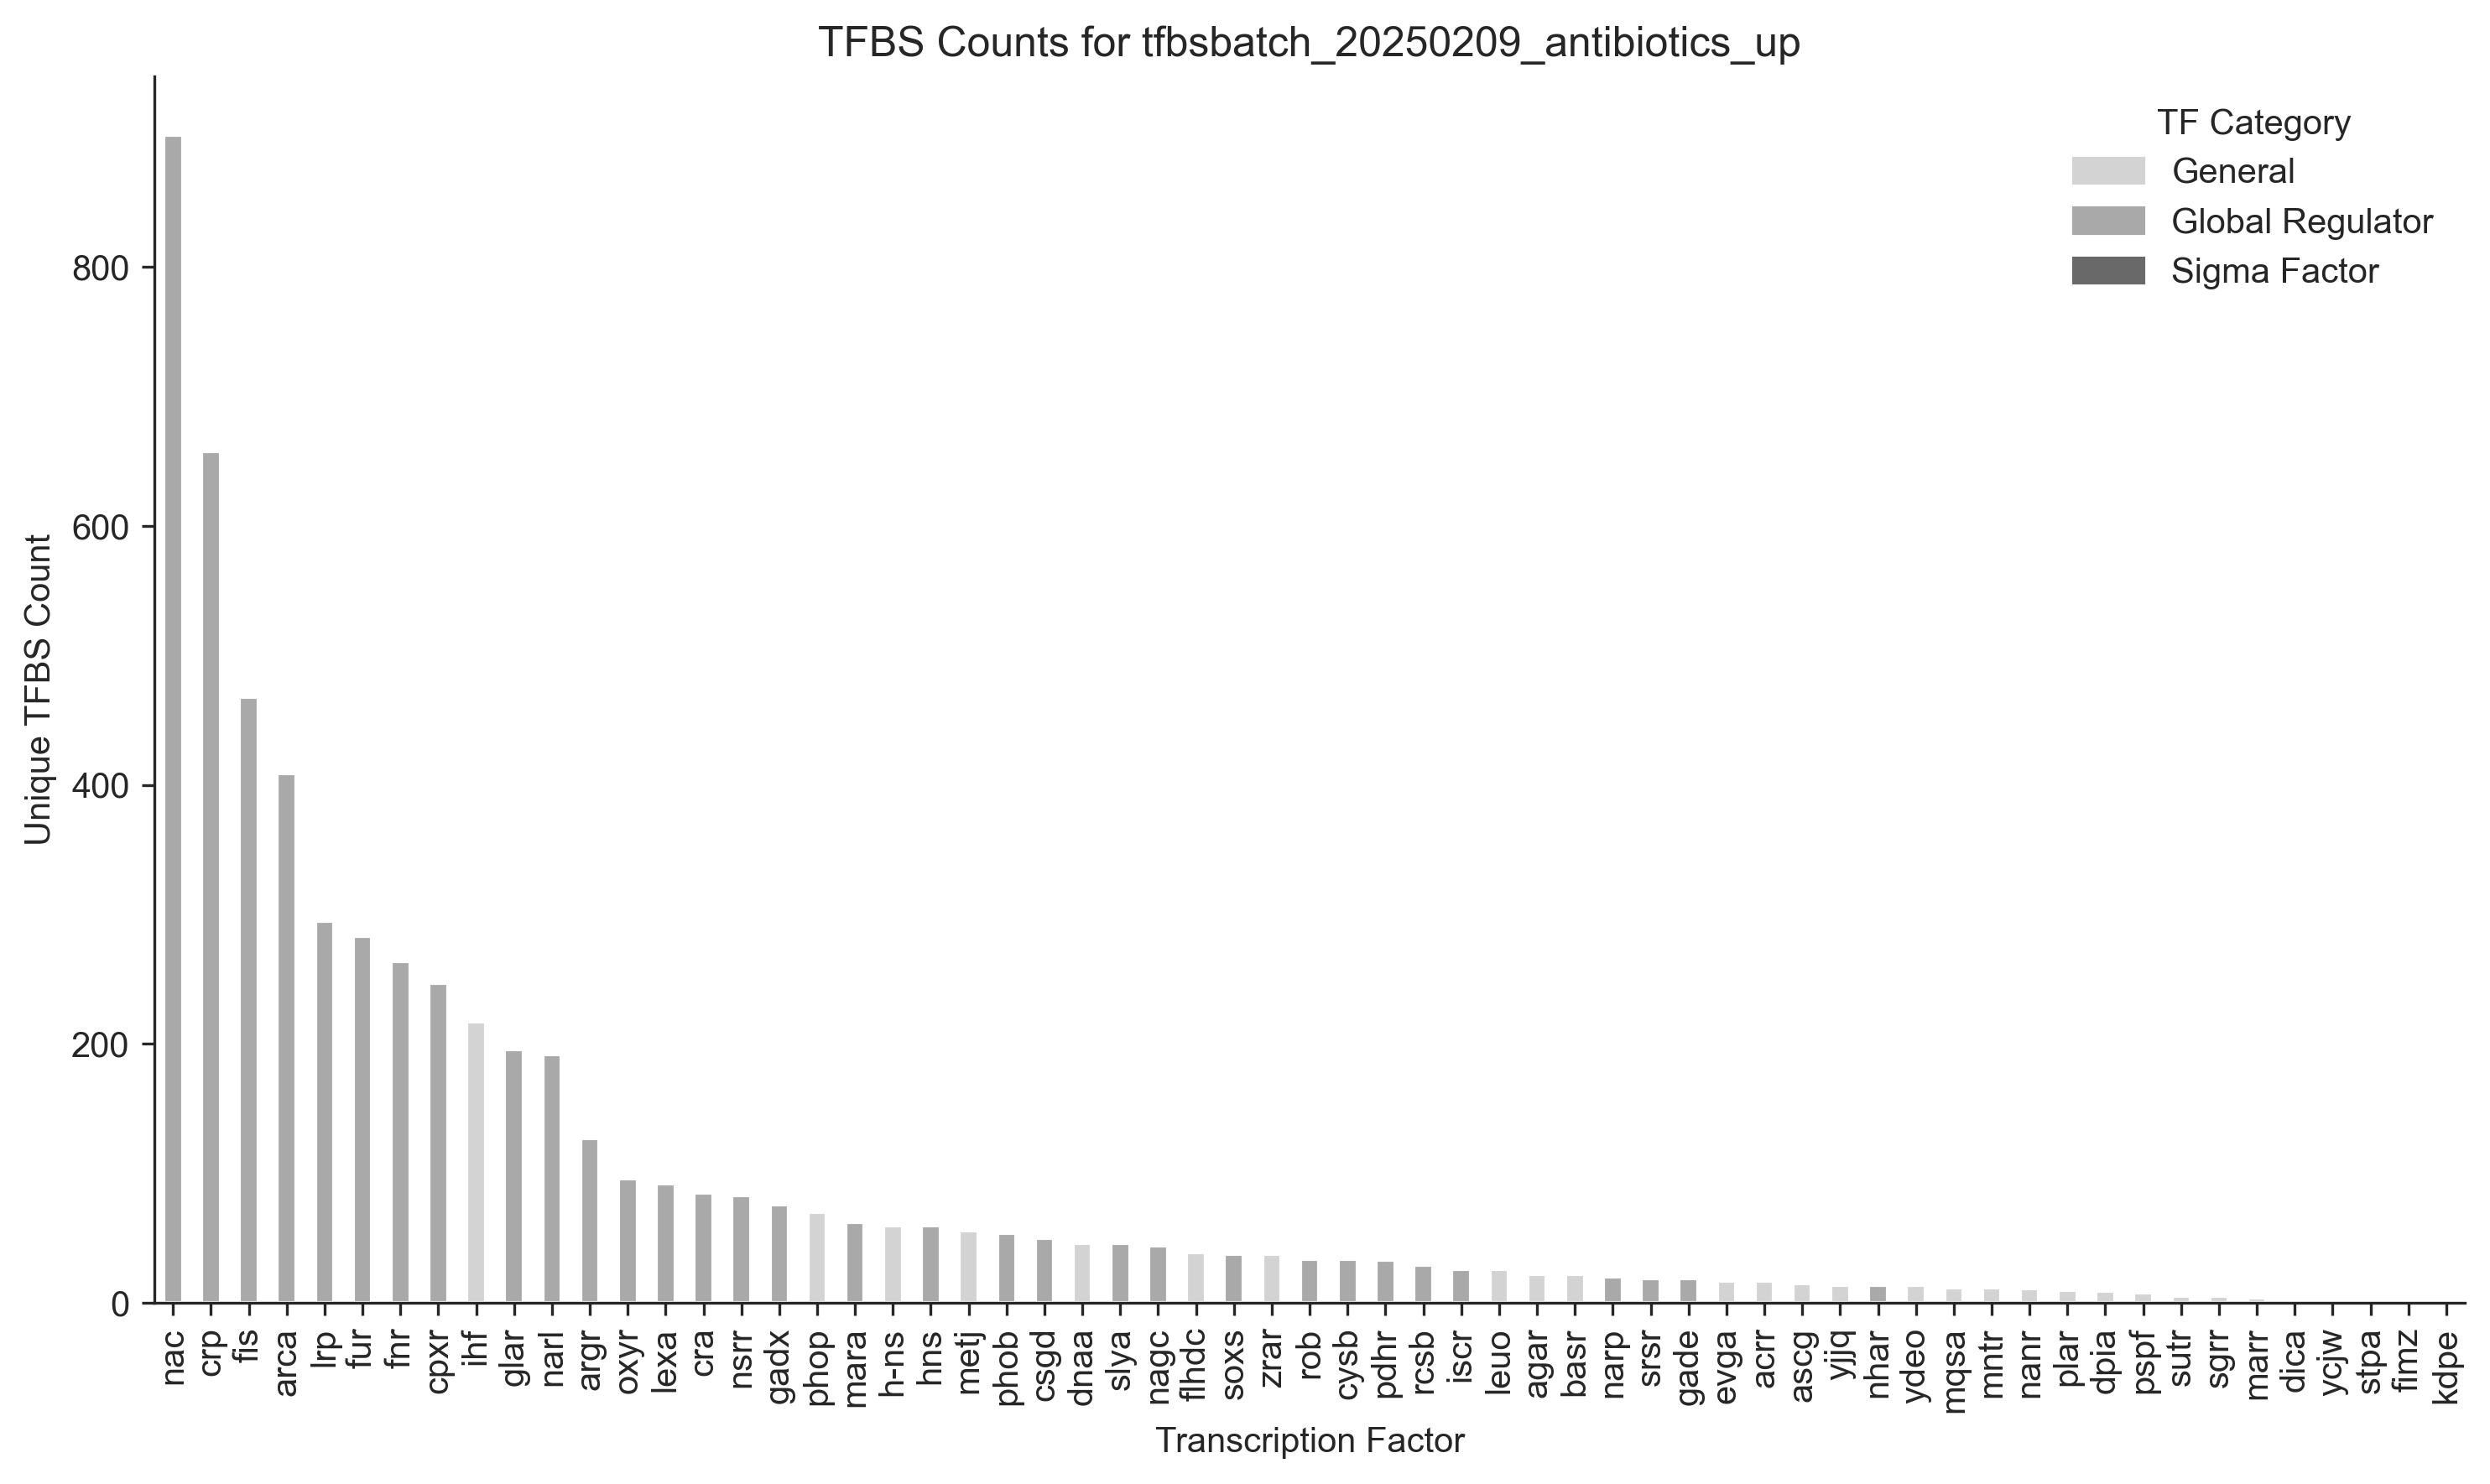 TFBS Counts for tfbsbatch_20250209_antibiotics_up
TF Category
General
Global Regulator
Sigma Factor
Unique TFBS Count
800
600
400
200
0
nac
crp
fis
arca
lrp
fur
fnr
cpxr
ihf
glar
narl
argr
oxyr
lexa
cra
nsrr
gadx
phop
mara
h-ns
hns
metj
phob
csgd
dnaa
slya
nagc
flhdc
soxs
zrar
rob
cysb
pdhr
rcsb
iscr
leuo
agar
basr
narp
srsr
gade
evga
acrr
ascg
yjjq
nhar
ydeo
mqsa
mntr
nanr
plar
dpia
pspf
sutr
sgrr
marr
dica
ycjw
stpa
fimz
kdpe
Transcription Factor